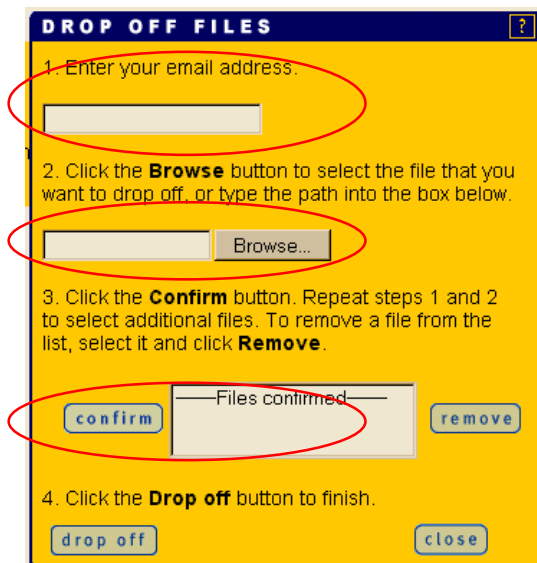 DROP OFF FILES ?
1. Enter your email address.
2. Click the Browse button to select the file that you
want to drop off, or type the path into the box below.
Browse...
3. Click the Confirm button. Repeat steps 1 and 2
to select additional files. To remove a file from the
list, select it and click Remove.
confirm
——Files confirmed——
remove
4. Click the Drop off button to finish.
drop off
close